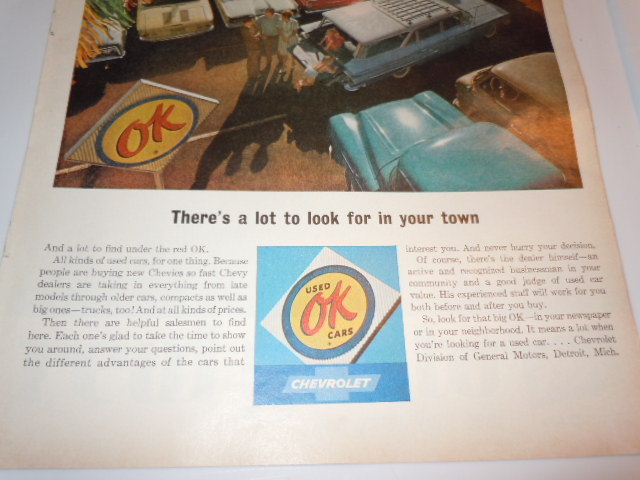 OK
There's a lot to look for in your town
And a lot to find under the red OK.
All kinds of used cars, for one thing. Because
people are buying new Chevies so fast Chevy
dealers are taking in everything from late
models through older cars, compacts as well as
big ones—trucks, too! And at all kinds of prices.
Then there are helpful salesmen to find
here. Each one's glad to take the time to show
you around, answer your questions, point out
the different advantages of the cars that
USED
OK
CARS
CHEVROLET
interest you. And never hurry your decision.
Of course, there's the dealer himself—an
active and recognized businessman in your
community and a good judge of used car
value. His experienced staff will work for you
both before and after you buy.
So, look for that big OK—in your newspaper
or in your neighborhood. It means a lot when
you're looking for a used car. . . . Chevrolet
Division of General Motors, Detroit, Mich.